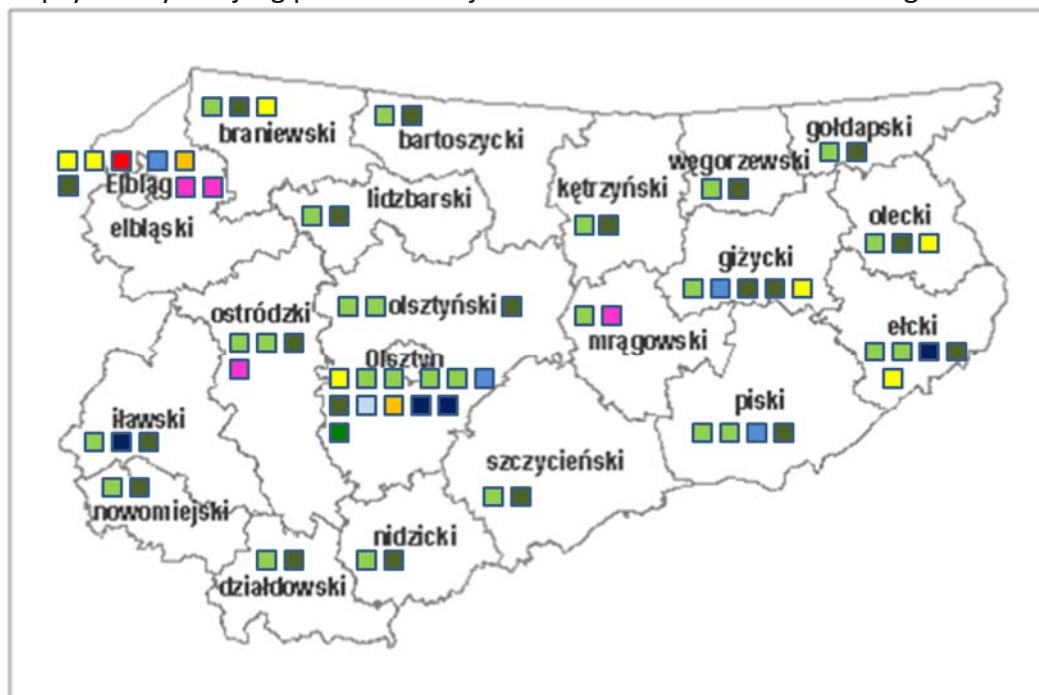 braniewski
bartoszycki
gołdapski
węgorzewski
kętrzyński
Elbląg
elbląski
lidzbarski
olecki
giżycki
olsztyński
ostródzki
mrągowski
ełcki
Olsztyn
piski
iławski
szczycieński
nowomiejski
nidzicki
działdowski